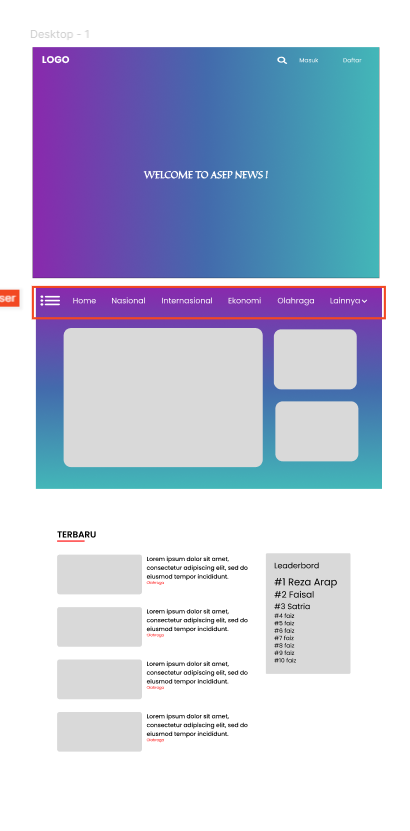 Desktop - 1
LOGO
Masuk
Daftar
WELCOME TO ASEP NEWS !
ser
Home
Nasional
Internasional
Ekonomi
Olahraga
Lainnya
TERBARU
Lorem ipsum dolor sit amet,
consectetur adipiscing elit, sed do
eiusmod tempor incididunt.
Olahraga
Lorem ipsum dolor sit amet,
consectetur adipiscing elit, sed do
eiusmod tempor incididunt.
Olahraga
Lorem ipsum dolor sit amet,
consectetur adipiscing elit, sed do
eiusmod tempor incididunt.
Olahraga
Lorem ipsum dolor sit amet,
consectetur adipiscing elit, sed do
eiusmod tempor incididunt.
Olahraga
Leaderbord
#1 Reza Arap
#2 Faisal
#3 Satria
#4 faiz
#5 faiz
#6 faiz
#7 faiz
#8 faiz
#9 faiz
#10 faiz